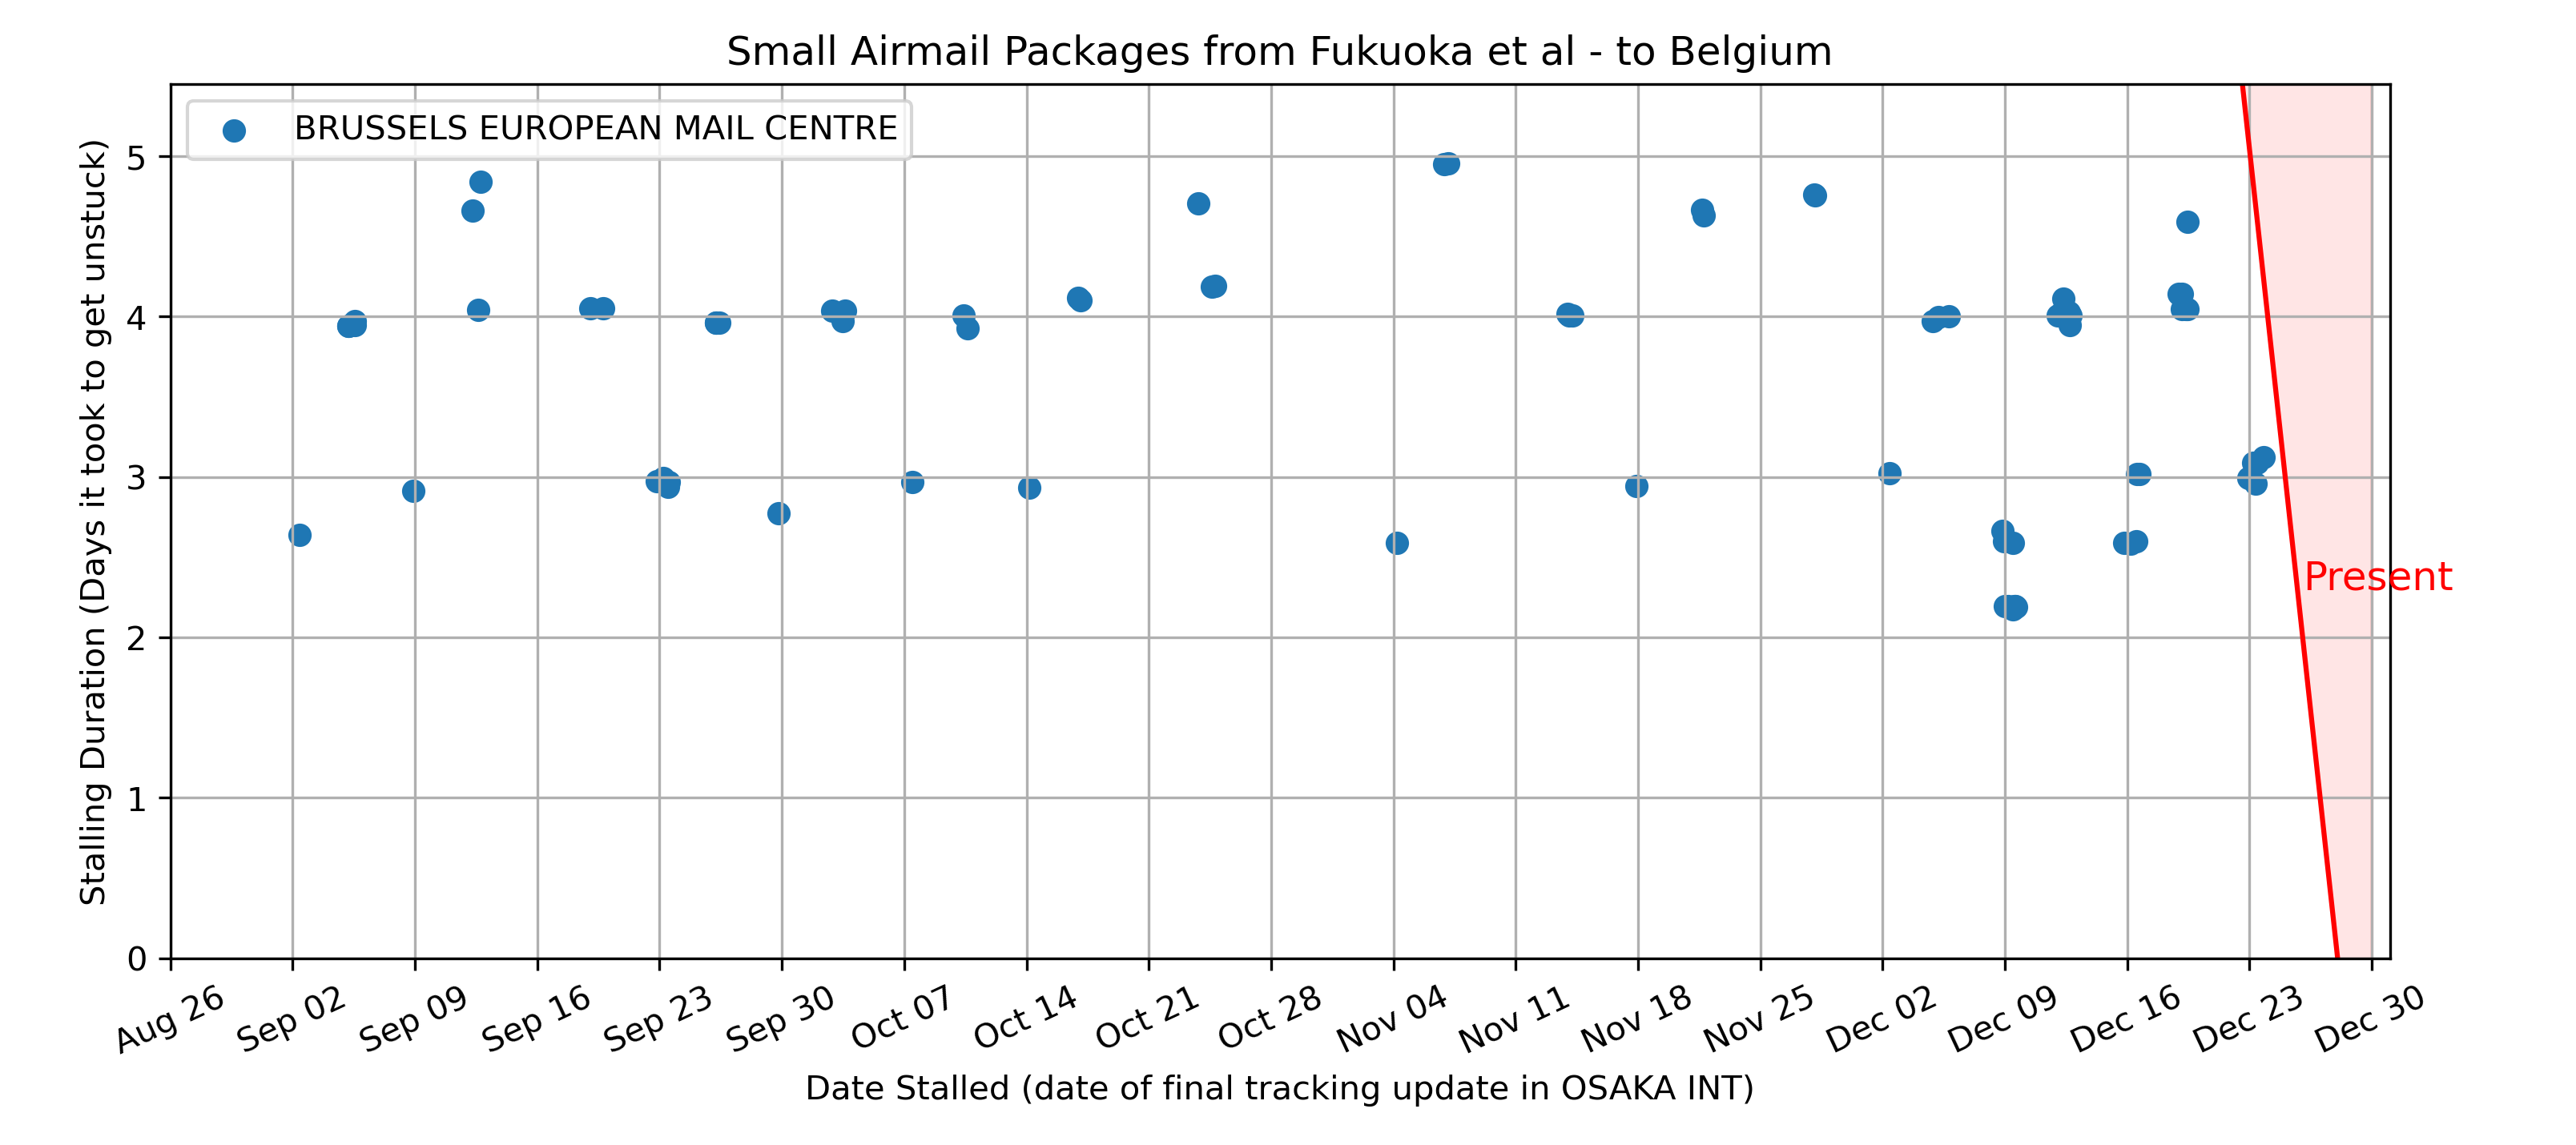 Small Airmail Packages from Fukuoka et al - to Belgium
BRUSSELS EUROPEAN MAIL CENTRE
Stalling Duration (Days it took to get unstuck)
5
4
3
2
1
0
Present
Aug 26
Sep 02
Sep 09
Sep 16
Sep 23
Sep 30
Oct 07
Oct 14
Oct 21
Oct 28
Nov 04
Nov 11
Nov 18
Nov 25
Dec 02
Dec 09
Dec 16
Dec 23
Dec 30
Date Stalled (date of final tracking update in OSAKA INT)